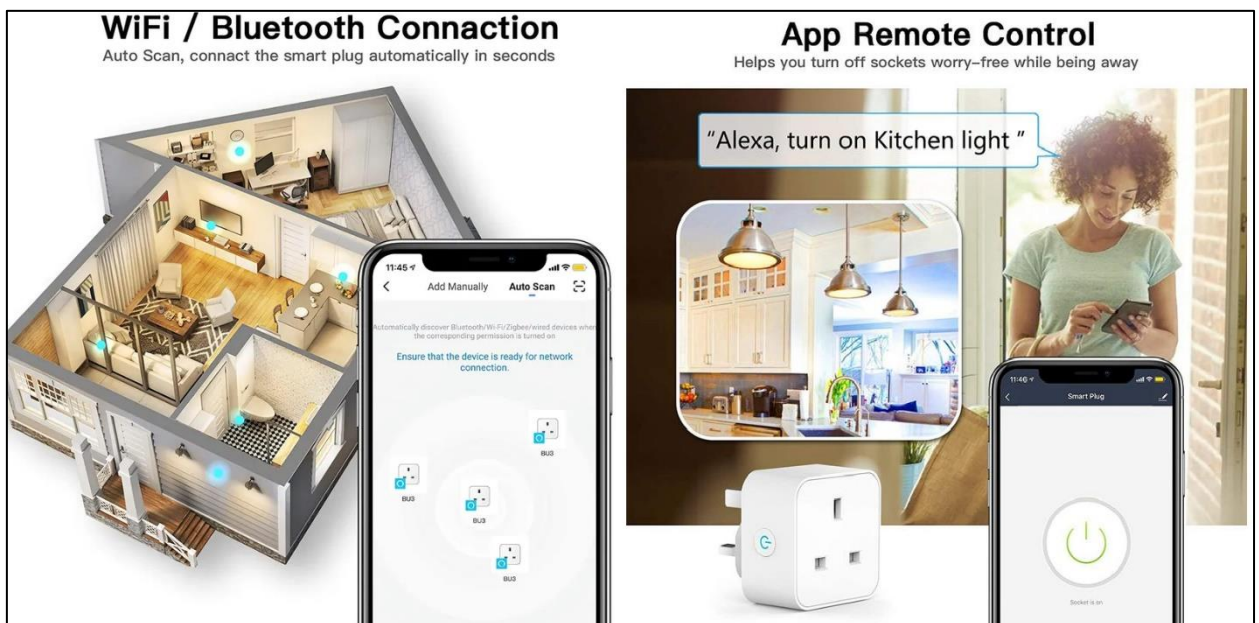 WiFi / Bluetooth Connaction
Auto Scan, connact the smart plug automatically in seconds
11:45
Add Manually Auto Scan
Automatically discover Bluetooth/Wi-Fi/Zigbee/wired devices when
the corresponding permission is turned on
Ensure that the device is ready for network
connection.
BU3
BU3
BU3
BU3
App Remote Control
Helps you turn off sockets worry-free while being away
"Alexa, turn on Kitchen light "
11:40
Smart Plug
Socket is on